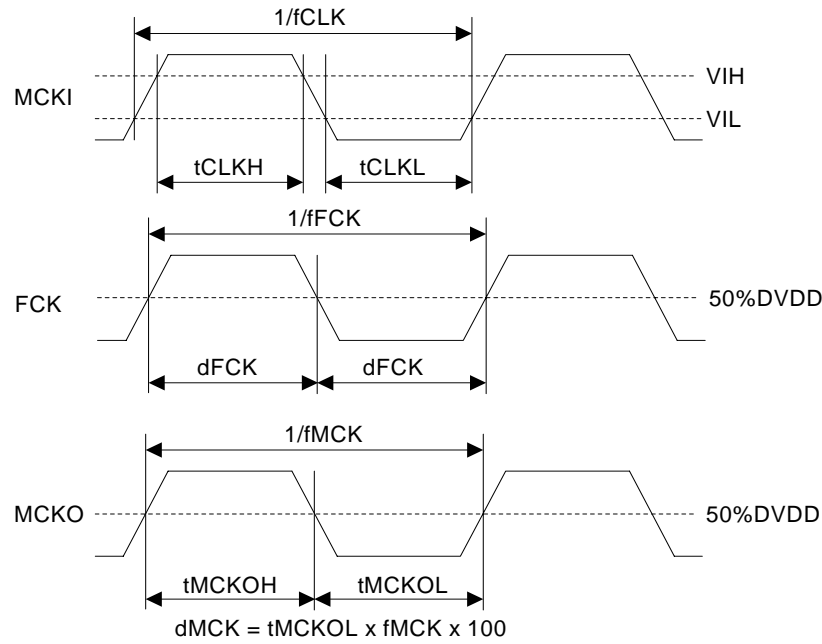 1/fCLK
VIH
MCKI
VIL
tCLKH tCLKL
1/fFCK
FCK 50%DVDD
dFCK dFCK
1/fMCK
MCKO 50%DVDD
tMCKOH tMCKOL
dMCK = tMCKOL x fMCK x 100